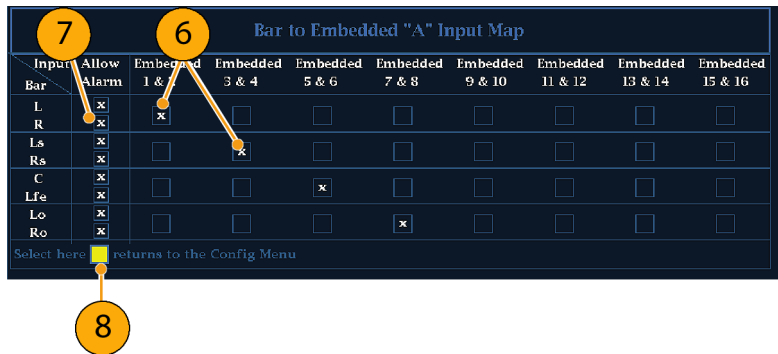 7
6
Bar to Embedded "A" Input Map
Input Allow Embedded Embedded Embedded Embedded Embedded Embedded Embedded Embedded
Bar Alarm 1 & 2 3 & 4 5 & 6 7 & 8 9 & 10 11 & 12 13 & 14 15 & 16
L x
R x x
Ls x
Rs x x
C x
Lfe x x
Lo x
Ro x x
Select here returns to the Config Menu
8